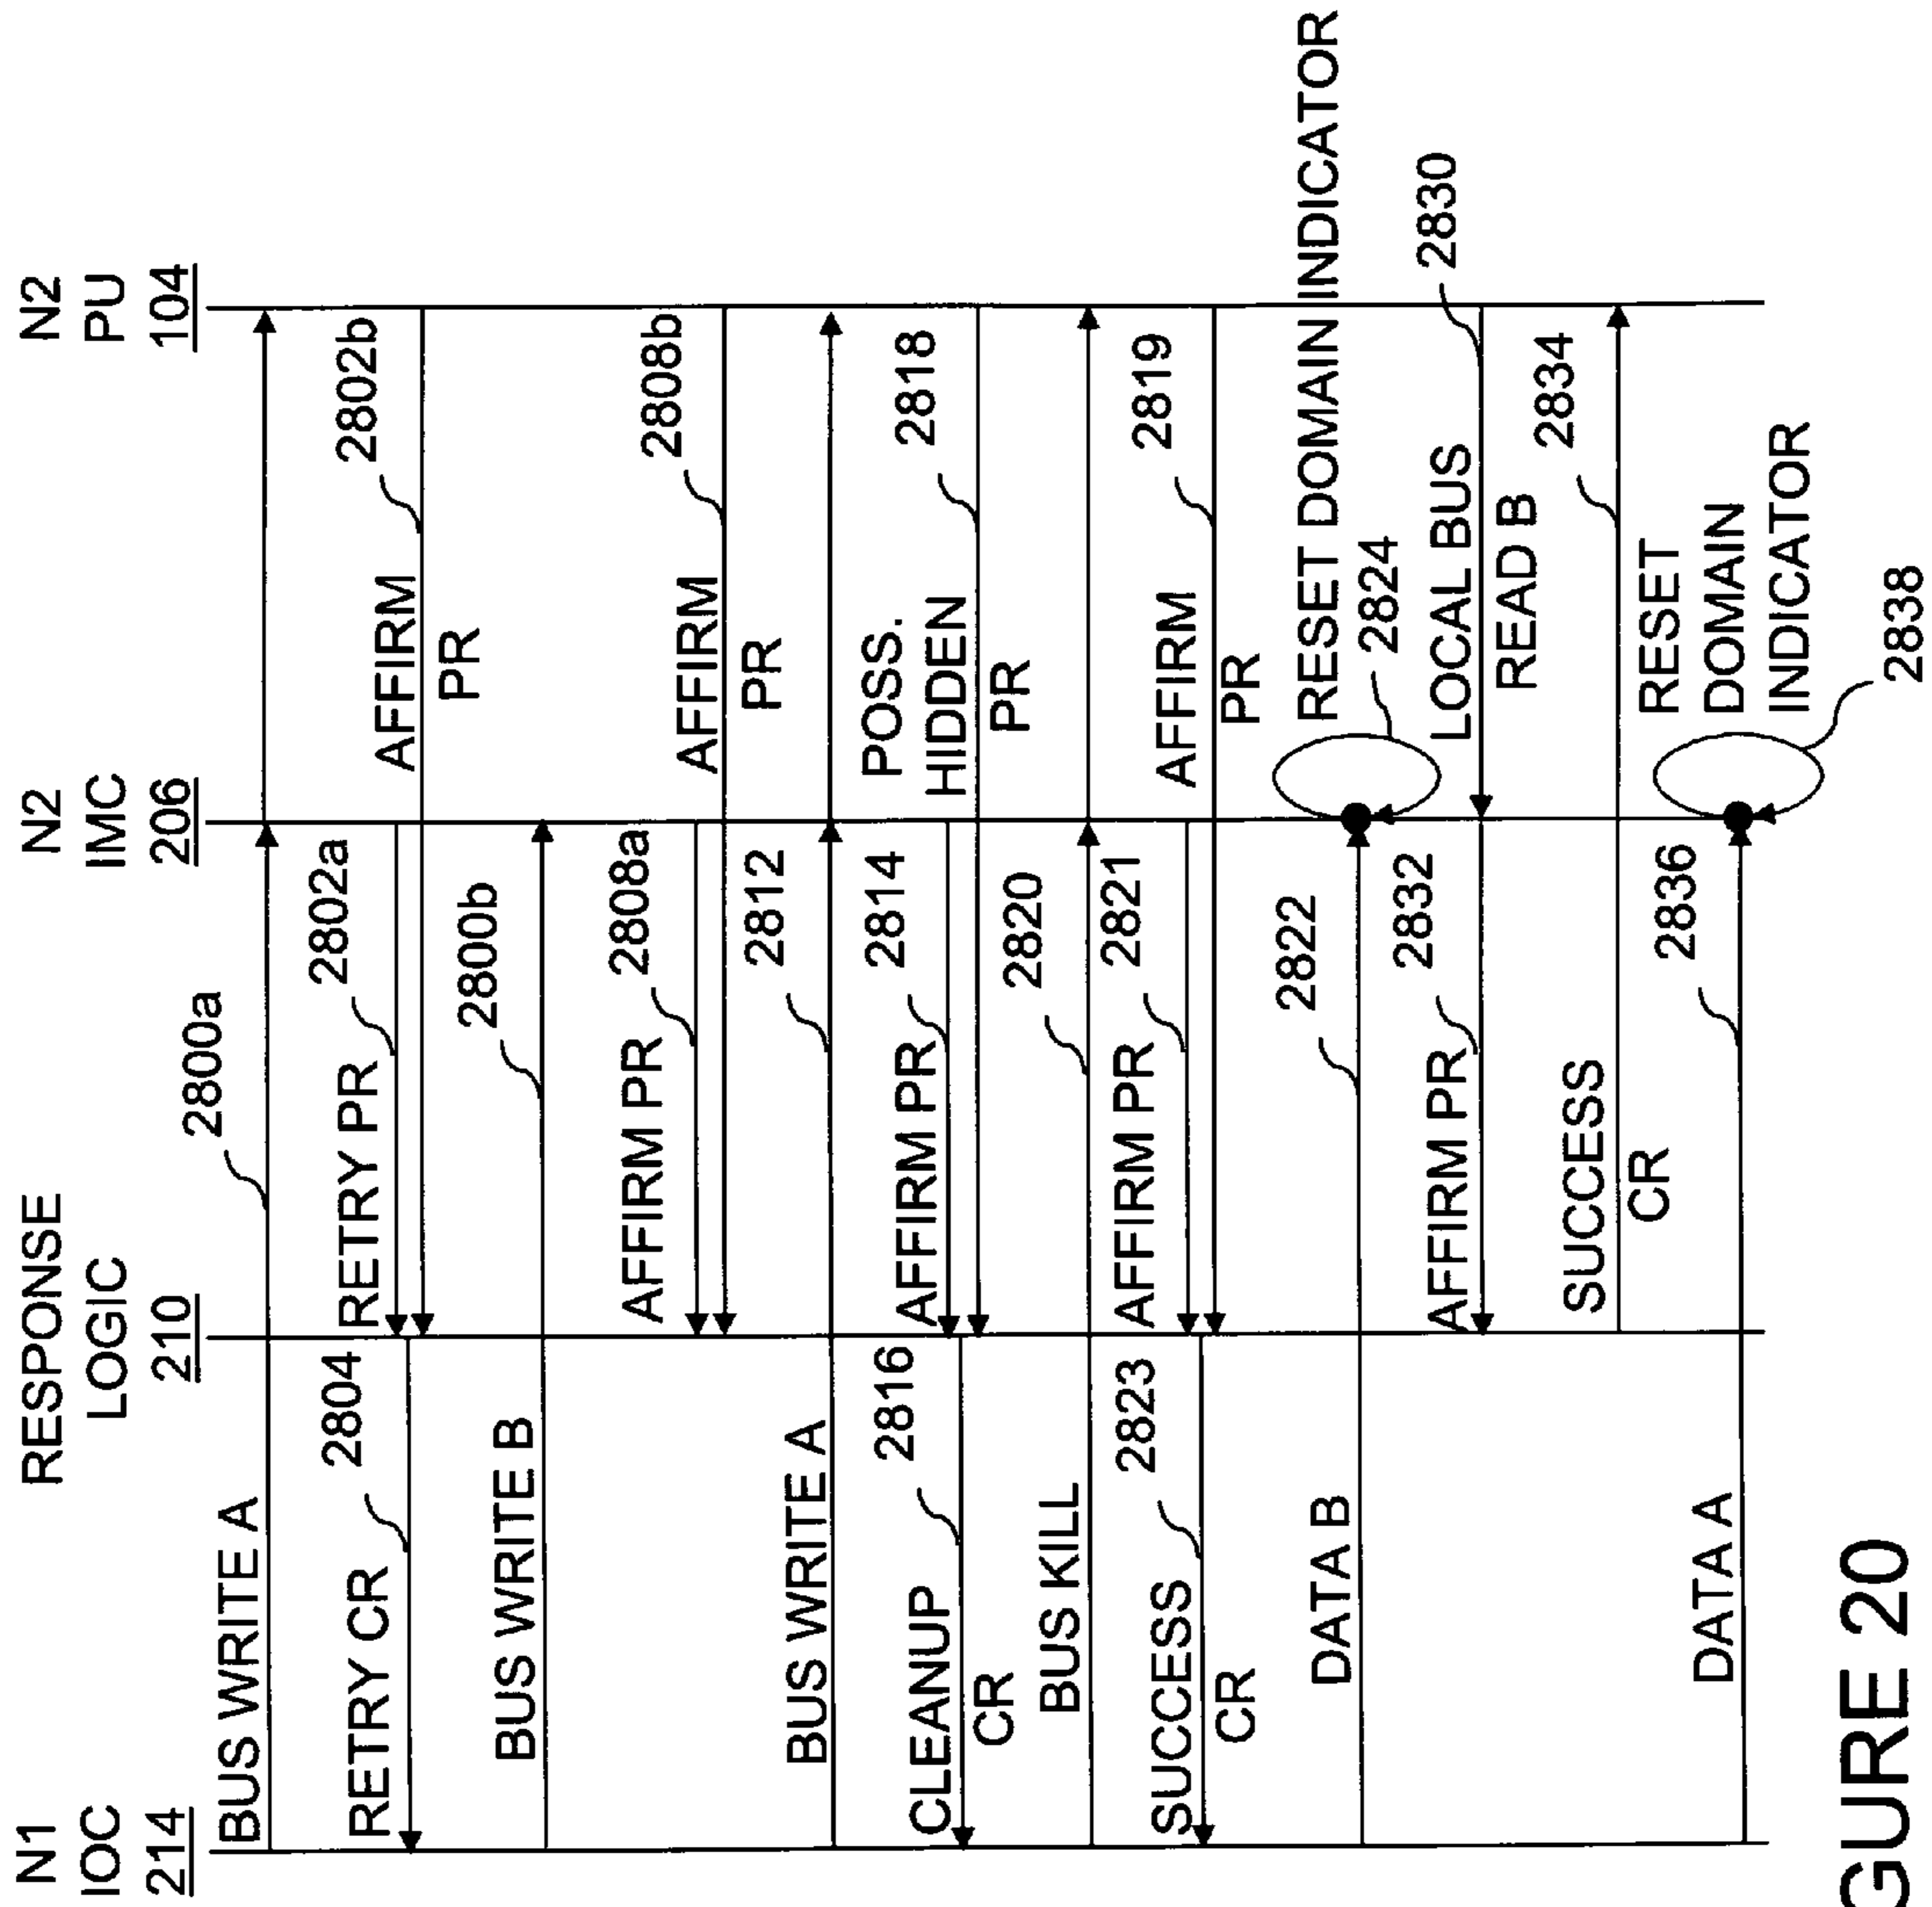 N1
IOC
214
RESPONSE
LOGIC
210
N2
IMC
206
N2
PU
104
BUS WRITE A
2800a
RETRY PR
2802a
AFFIRM
PR
2802b
RETRY CR
2804
BUS WRITE B
2800b
AFFIRM PR
2808a
AFFIRM
PR
2808b
BUS WRITE A
2812
AFFIRM PR
2814
POSS.
HIDDEN
PR
2818
CLEANUP
CR
2816
BUS KILL
2820
AFFIRM PR
2821
AFFIRM
PR
2819
SUCCESS
CR
2823
DATA B
2822
RESET DOMAIN INDICATOR
2824
LOCAL BUS
READ B
2830
AFFIRM PR
2832
SUCCESS
CR
2834
DATA A
2836
RESET
DOMAIN
INDICATOR
2838
GURE 20